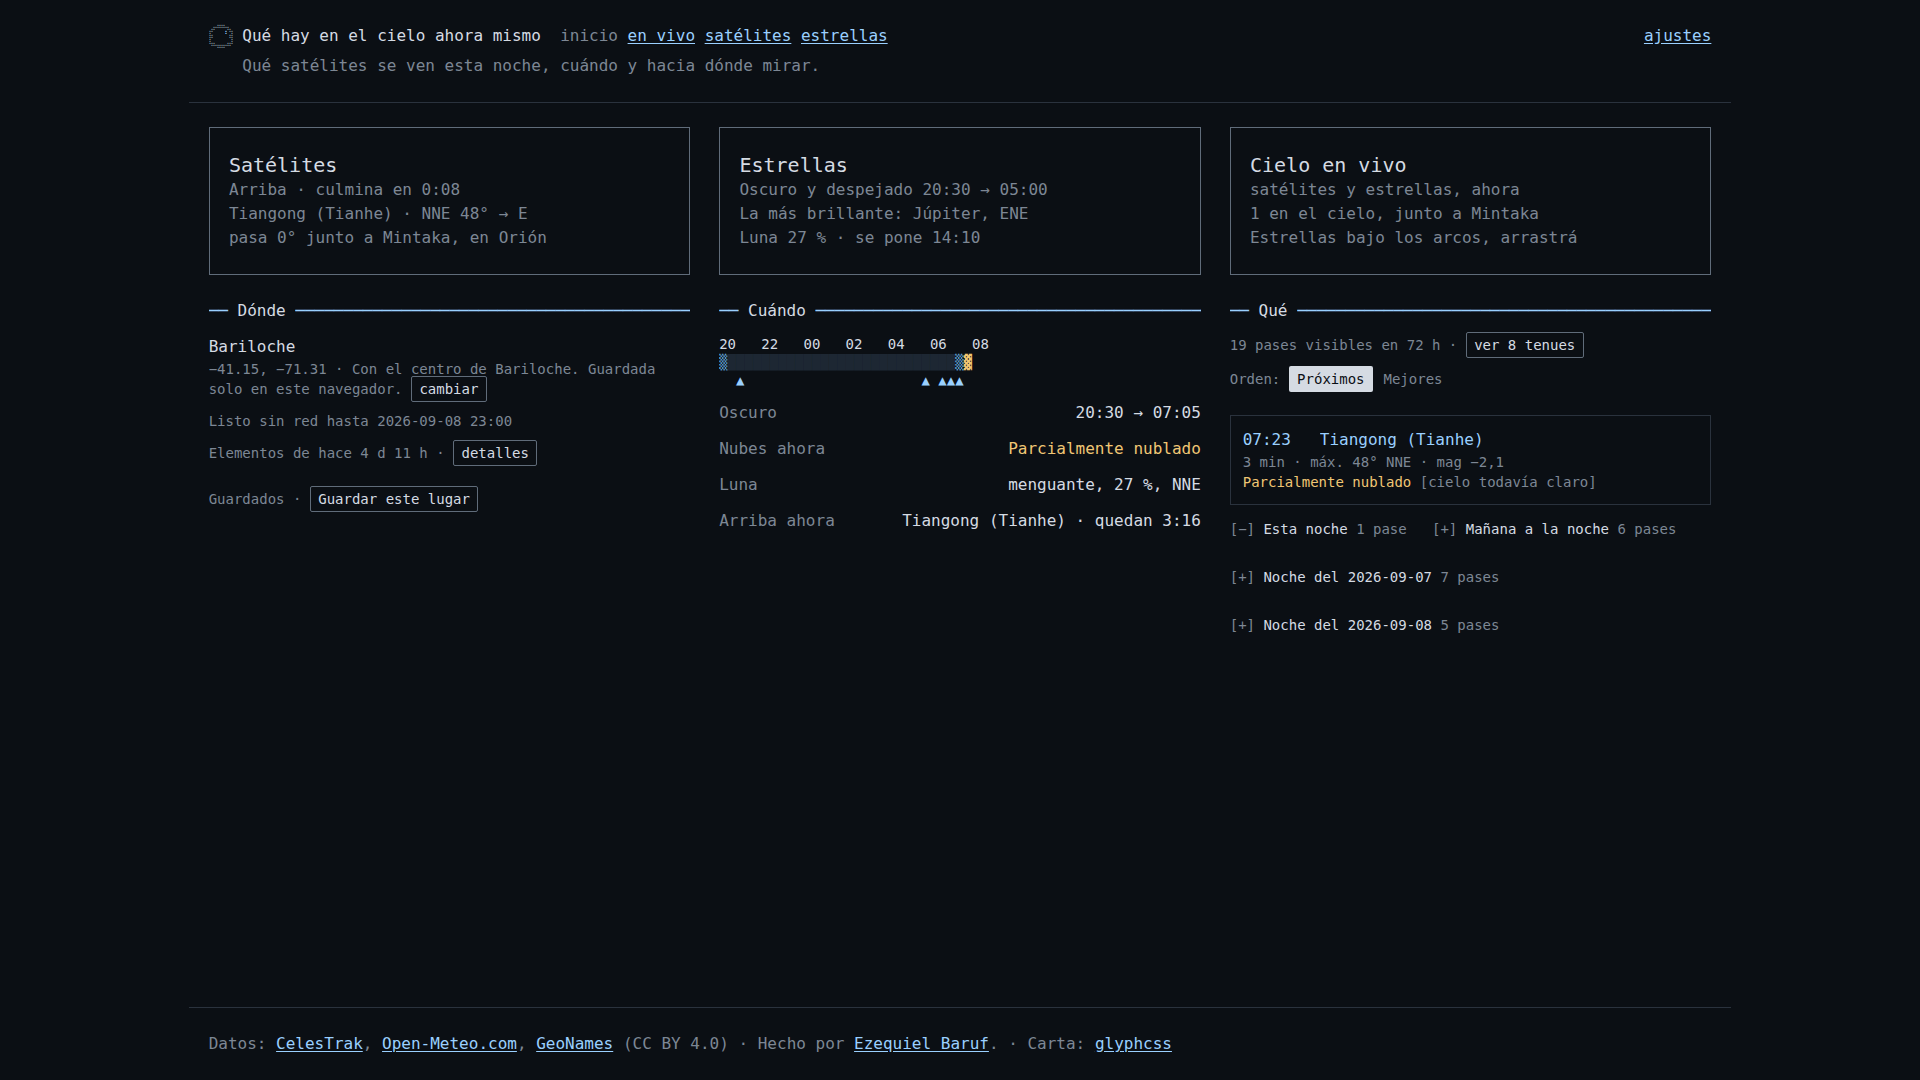 Qué hay en el cielo ahora mismo inicio en vivo satélites estrellas ajustes
Qué satélites se ven esta noche, cuándo y hacia dónde mirar.
Satélites
Arriba · culmina en 0:08
Tiangong (Tianhe) · NNE 48° → E
pasa 0° junto a Mintaka, en Orión
Estrellas
Oscuro y despejado 20:30 → 05:00
La más brillante: Júpiter, ENE
Luna 27 % · se pone 14:10
Cielo en vivo
satélites y estrellas, ahora
1 en el cielo, junto a Mintaka
Estrellas bajo los arcos, arrastrá
Dónde
Bariloche
−41.15, −71.31 · Con el centro de Bariloche. Guardada
solo en este navegador. cambiar
Listo sin red hasta 2026-09-08 23:00
Elementos de hace 4 d 11 h · detalles
Guardados · Guardar este lugar
Cuándo
20 22 00 02 04 06 08
Oscuro 20:30 → 07:05
Nubes ahora Parcialmente nublado
Luna menguante, 27 %, NNE
Arriba ahora Tiangong (Tianhe) · quedan 3:16
Qué
19 pases visibles en 72 h · ver 8 tenues
Orden: Próximos Mejores
07:23 Tiangong (Tianhe)
3 min · máx. 48° NNE · mag −2,1
Parcialmente nublado [cielo todavía claro]
[−] Esta noche 1 pase [+] Mañana a la noche 6 pases
[+] Noche del 2026-09-07 7 pases
[+] Noche del 2026-09-08 5 pases
Datos: CelesTrak, Open-Meteo.com, GeoNames (CC BY 4.0) · Hecho por Ezequiel Baruf. · Carta: glyphcss